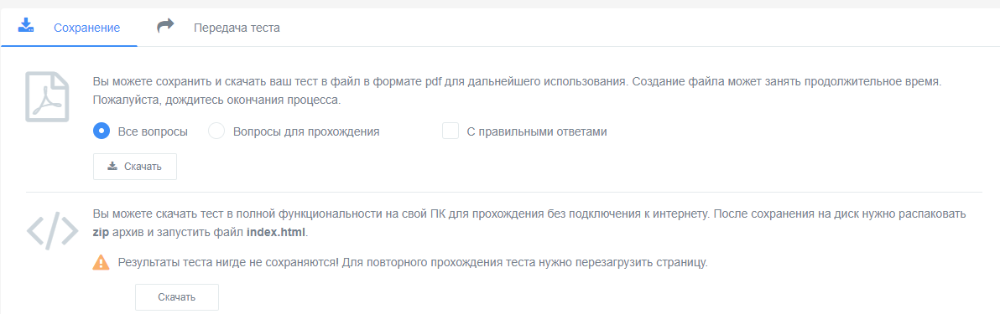 Сохранение
Передача теста
Вы можете сохранить и скачать ваш тест в файл в формате pdf для дальнейшего использования. Создание файла может занять продолжительное время.
Пожалуйста, дождитесь окончания процесса.
Все вопросы
Вопросы для прохождения
С правильными ответами
Скачать
Вы можете скачать тест в полной функциональности на свой ПК для прохождения без подключения к интернету. После сохранения на диск нужно распаковать
zip архив и запустить файл index.html.
Результаты теста нигде не сохраняются! Для повторного прохождения теста нужно перезагрузить страницу.
Скачать